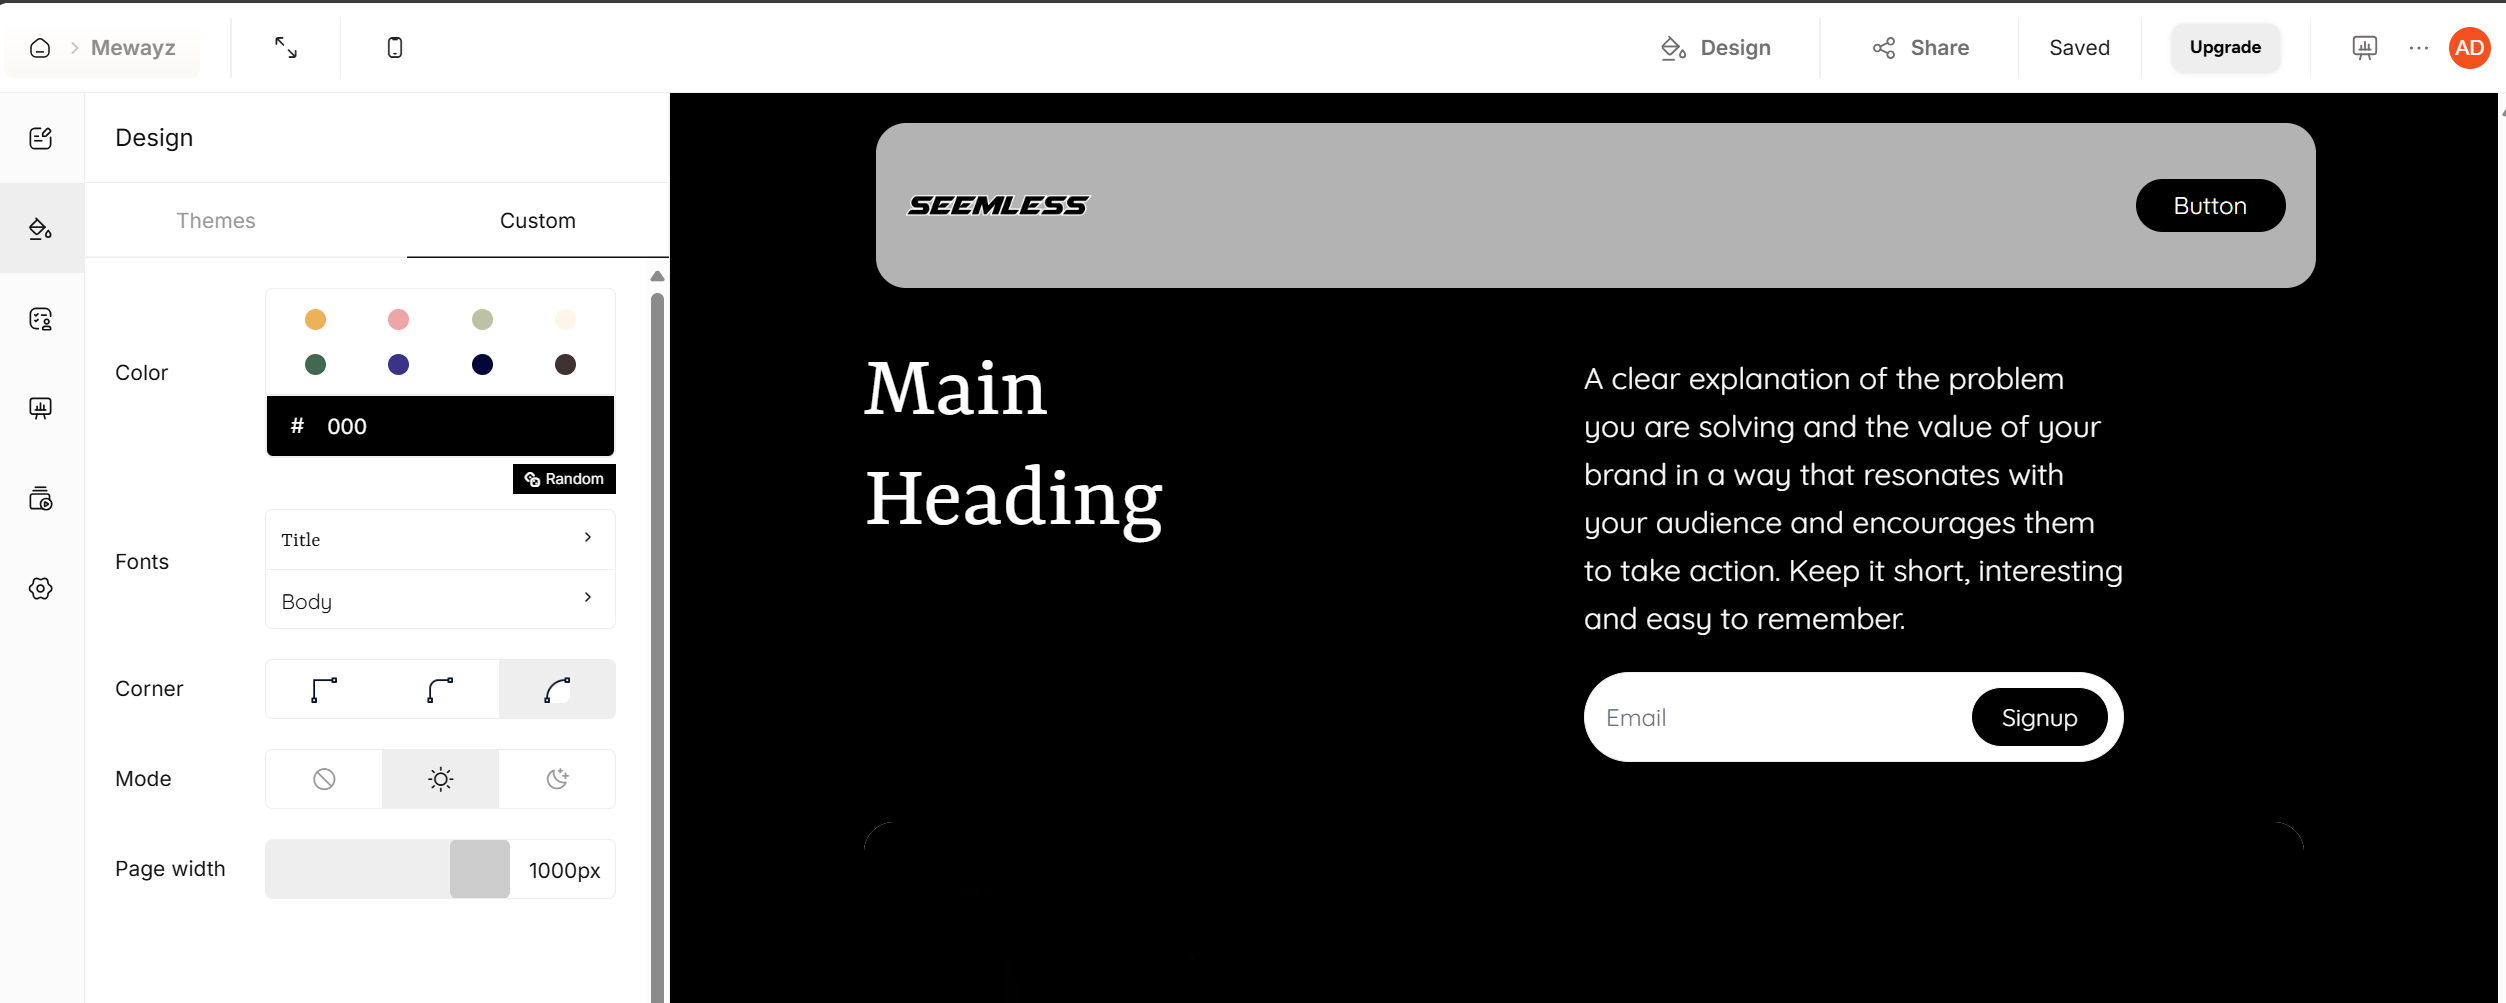 Mewayz
Design
Share
Saved
Upgrade
AD
Design
Themes
Custom
Color
# 000
Random
Fonts
Title
Body
Corner
Mode
Page width
1000px
SEEMLESS
Button
Main
Heading
A clear explanation of the problem
you are solving and the value of your
brand in a way that resonates with
your audience and encourages them
to take action. Keep it short, interesting
and easy to remember.
Email
Signup